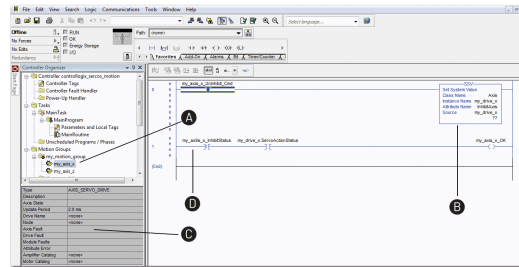 File Edit View Search Logic Communications Tools Window Help
Select language...
Offline
RUN
No Forces
OK
No Edits
Energy Storage
Redundancy
I/O
Path: <none>
Favorites Add-On Alarms Bit Timer/Counter
Controller Organizer
Controller controllogix_sercos_motion
Controller Tags
Controller Fault Handler
Power-Up Handler
Tasks
MainTask
MainProgram
Parameters and Local Tags
MainRoutine
Unscheduled Programs / Phases
Motion Groups
my_motion_group
my_axis_x
my_axis_z
Type AXIS_SERVO_DRIVE
Description
Axis State
Update Period 2.0 ms
Drive Name <none>
Node <none>
Axis Fault
Drive Fault
Module Faults
Attribute Error
Amplifier Catalog <none>
Motor Catalog <none>
0
SSV
Set System Value
Class Name Axis
Instance Name my_drive_x
Attribute Name InhibitAxis
Source my_drive_x
??
1
my_axis_x_OK
(End)
A
B
C
D